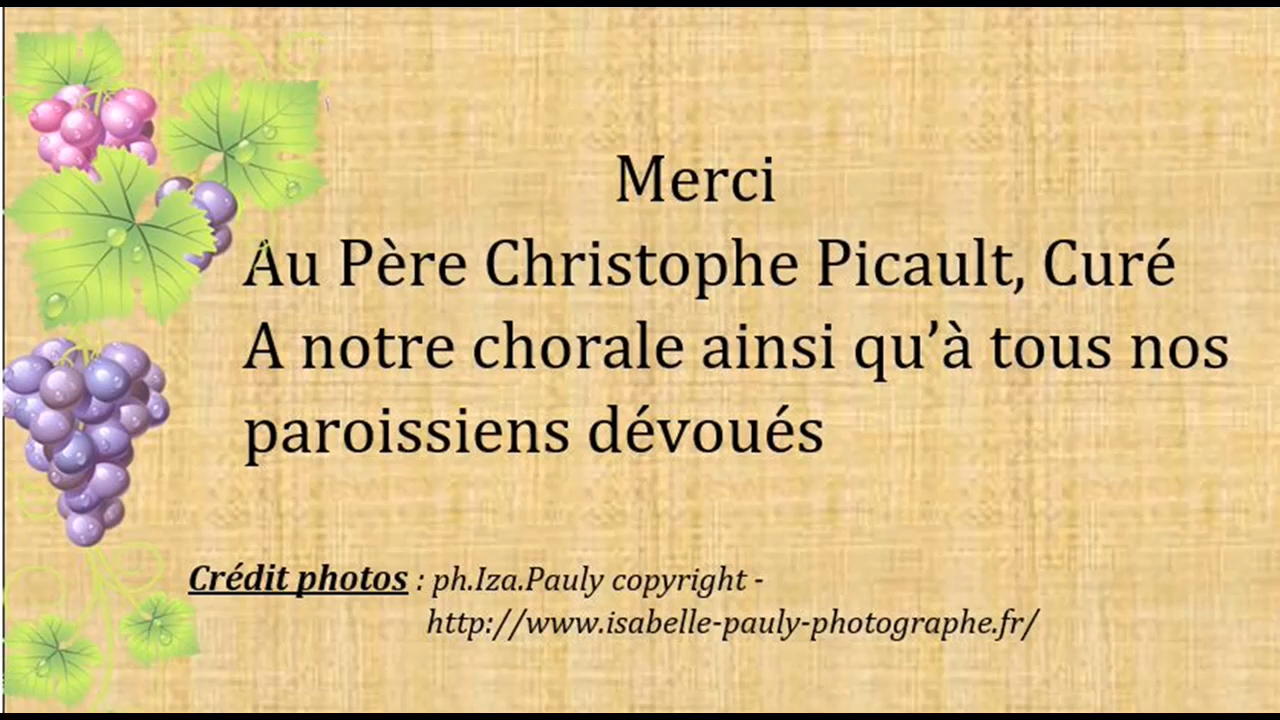 Merci
Au Père Christophe Picault, Curé
A notre chorale ainsi qu’à tous nos
paroissiens dévoués
Crédit photos : ph.Iza.Pauly copyright -
http://www.isabelle-pauly-photographe.fr/